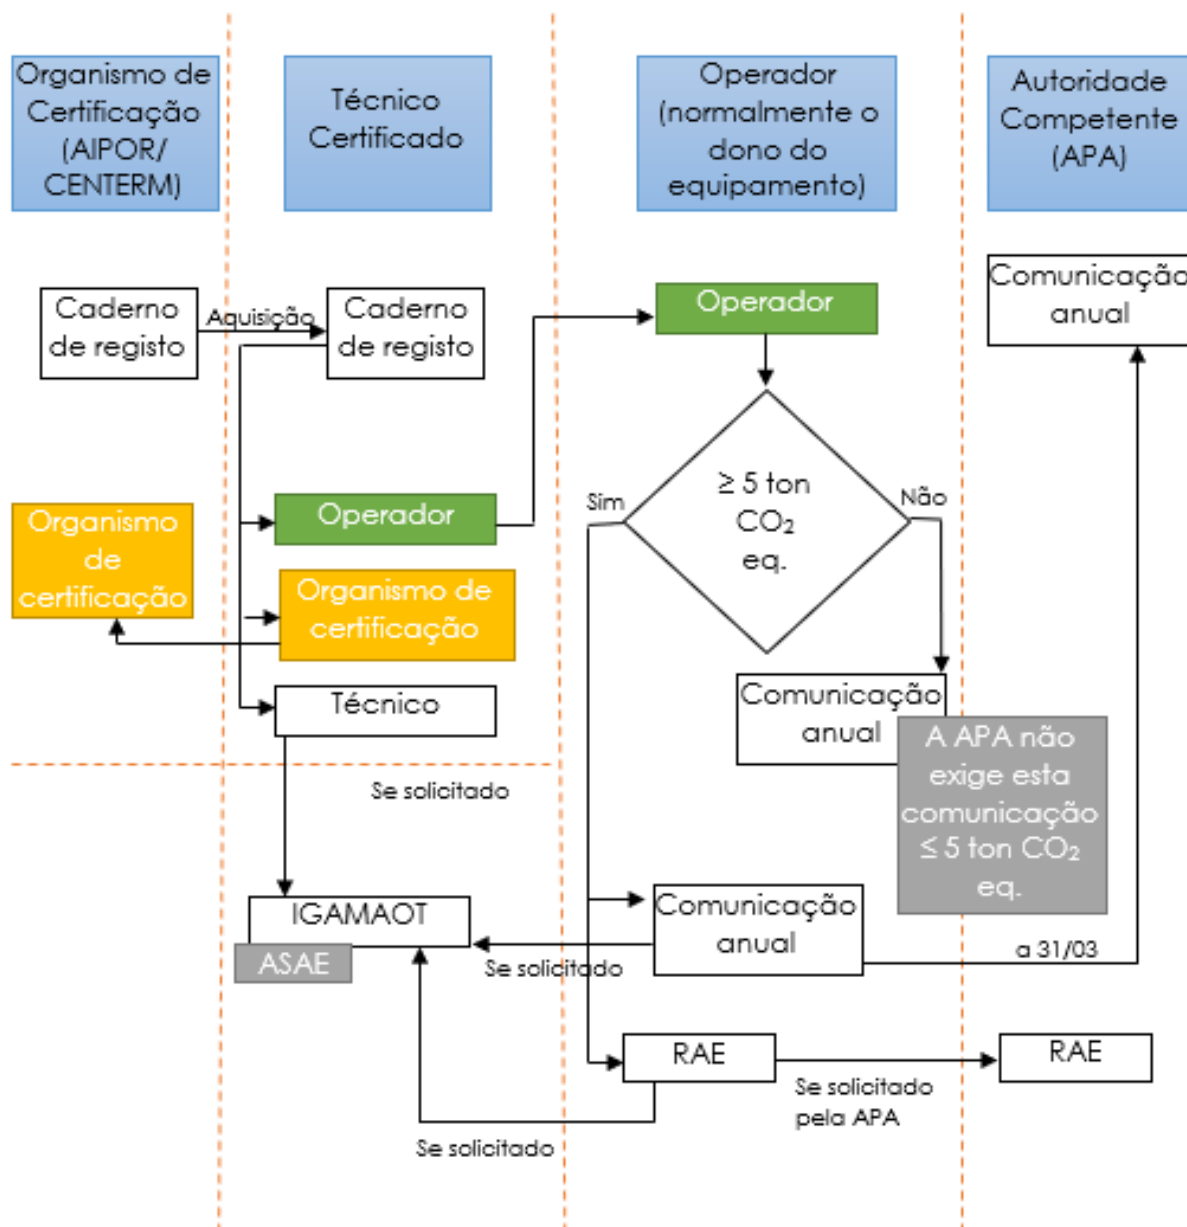 Organismo de
Certificação
(AIPOR/
CENTERM)
Técnico
Certificado
Operador
(normalmente o
dono do
equipamento)
Autoridade
Competente
(APA)
Caderno
de registo
Aquisição
Caderno
de registo
Operador
Comunicação
anual
≥ 5 ton
CO₂
eq.
Sim
Não
Organismo
de
certificação
Operador
Organismo de
certificação
Técnico
Comunicação
anual
A APA não
exige esta
comunicação
≤ 5 ton CO₂
eq.
Se solicitado
IGAMAOT
ASAE
Se solicitado
Comunicação
anual
a 31/03
RAE
Se solicitado
pela APA
RAE
Se solicitado